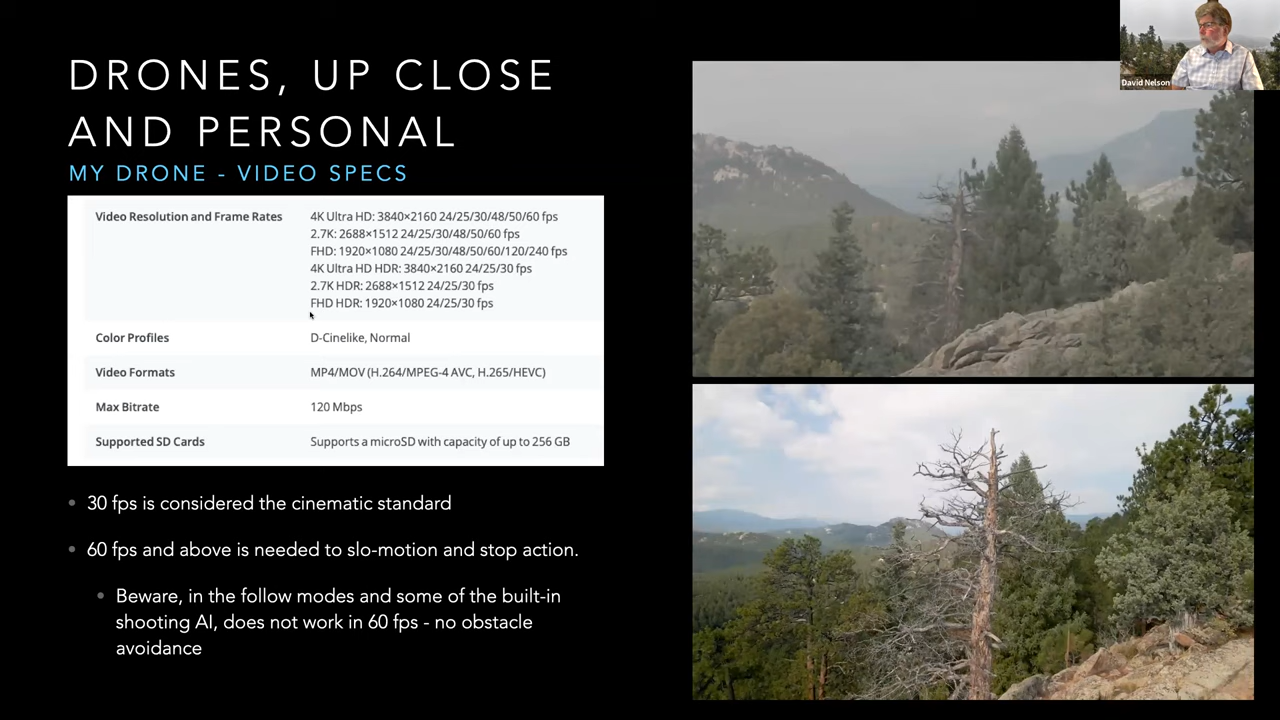 DRONES, UP CLOSE
AND PERSONAL
MY DRONE - VIDEO SPECS
Video Resolution and Frame Rates
4K Ultra HD: 3840×2160 24/25/30/48/50/60 fps
2.7K: 2688×1512 24/25/30/48/50/60 fps
FHD: 1920×1080 24/25/30/48/50/60/120/240 fps
4K Ultra HD HDR: 3840×2160 24/25/30 fps
2.7K HDR: 2688×1512 24/25/30 fps
FHD HDR: 1920×1080 24/25/30 fps
Color Profiles
D-Cinelike, Normal
Video Formats
MP4/MOV (H.264/MPEG-4 AVC, H.265/HEVC)
Max Bitrate
120 Mbps
Supported SD Cards
Supports a microSD with capacity of up to 256 GB
• 30 fps is considered the cinematic standard
• 60 fps and above is needed to slo-motion and stop action.
• Beware, in the follow modes and some of the built-in
shooting AI, does not work in 60 fps - no obstacle
avoidance
David Nelson